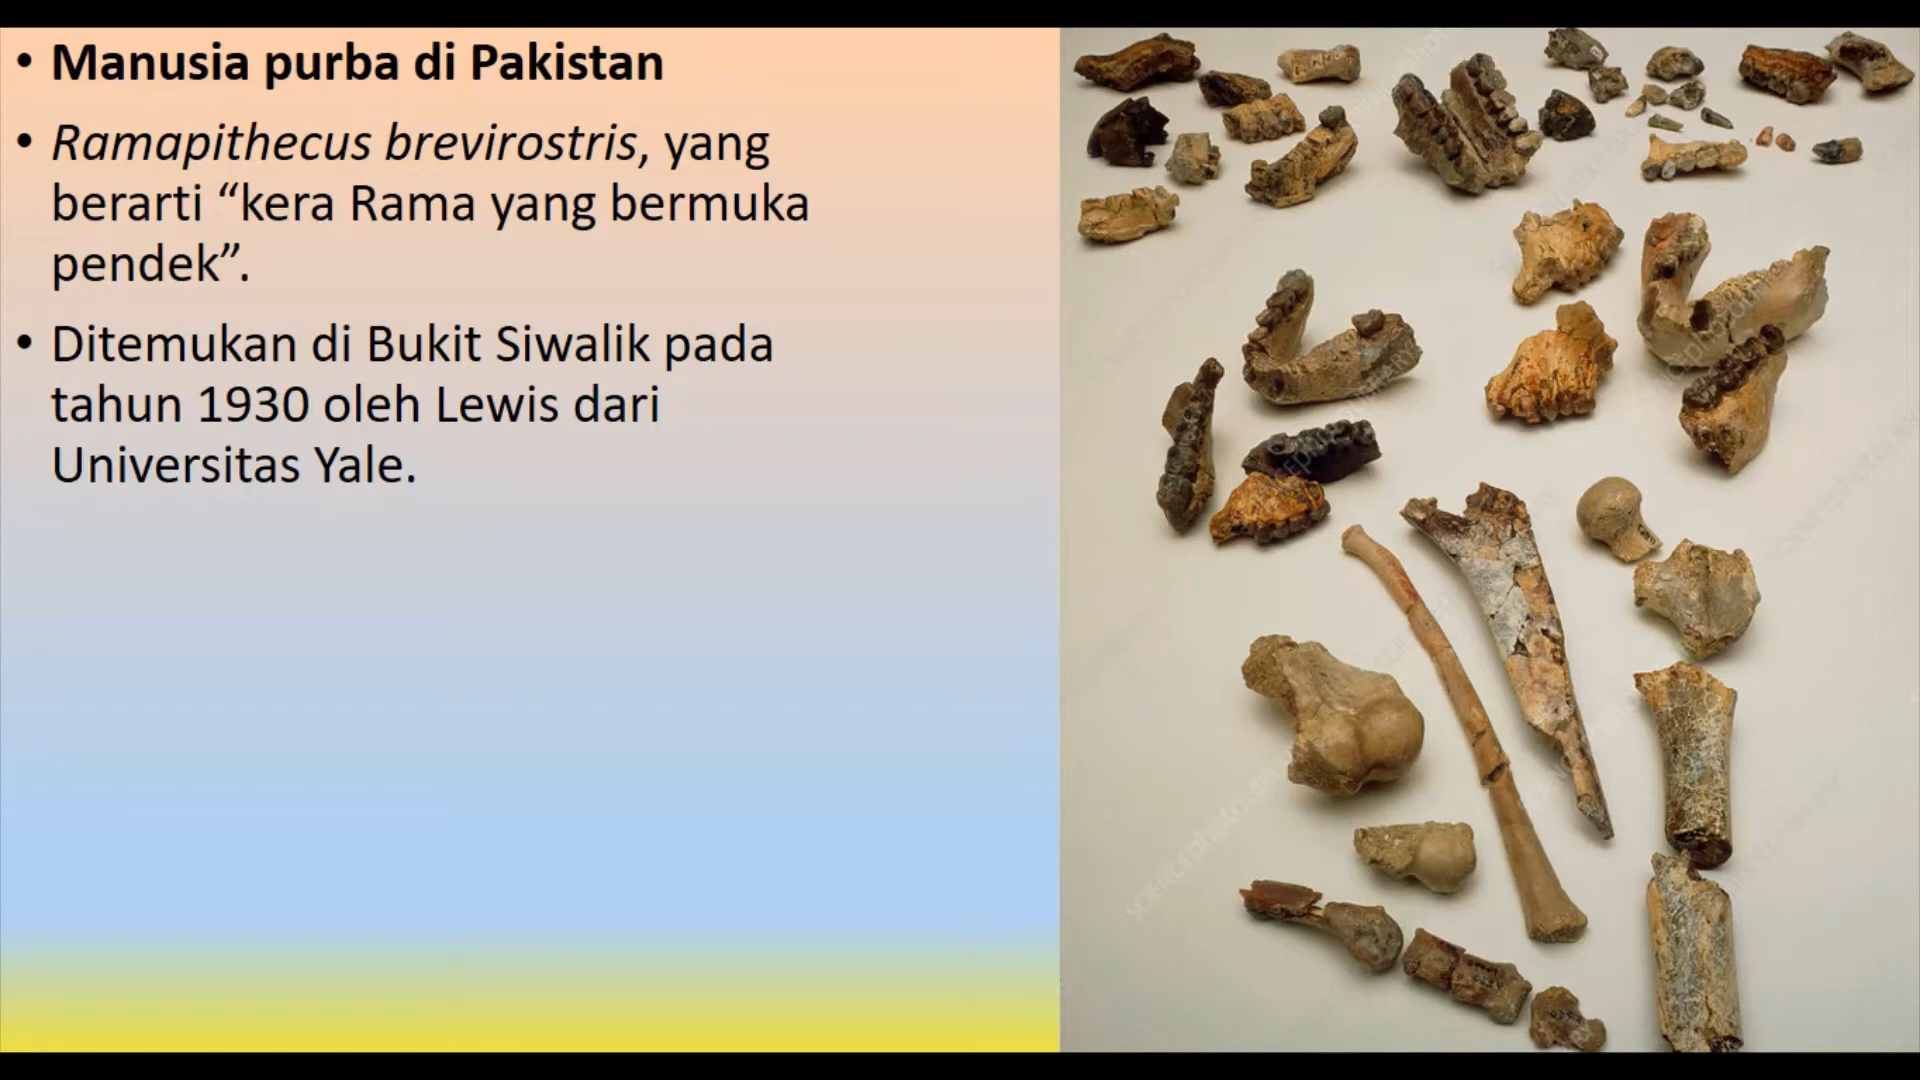 • Manusia purba di Pakistan
• Ramapithecus brevirostris, yang
berarti “kera Rama yang bermuka
pendek”.
• Ditemukan di Bukit Siwalik pada
tahun 1930 oleh Lewis dari
Universitas Yale.